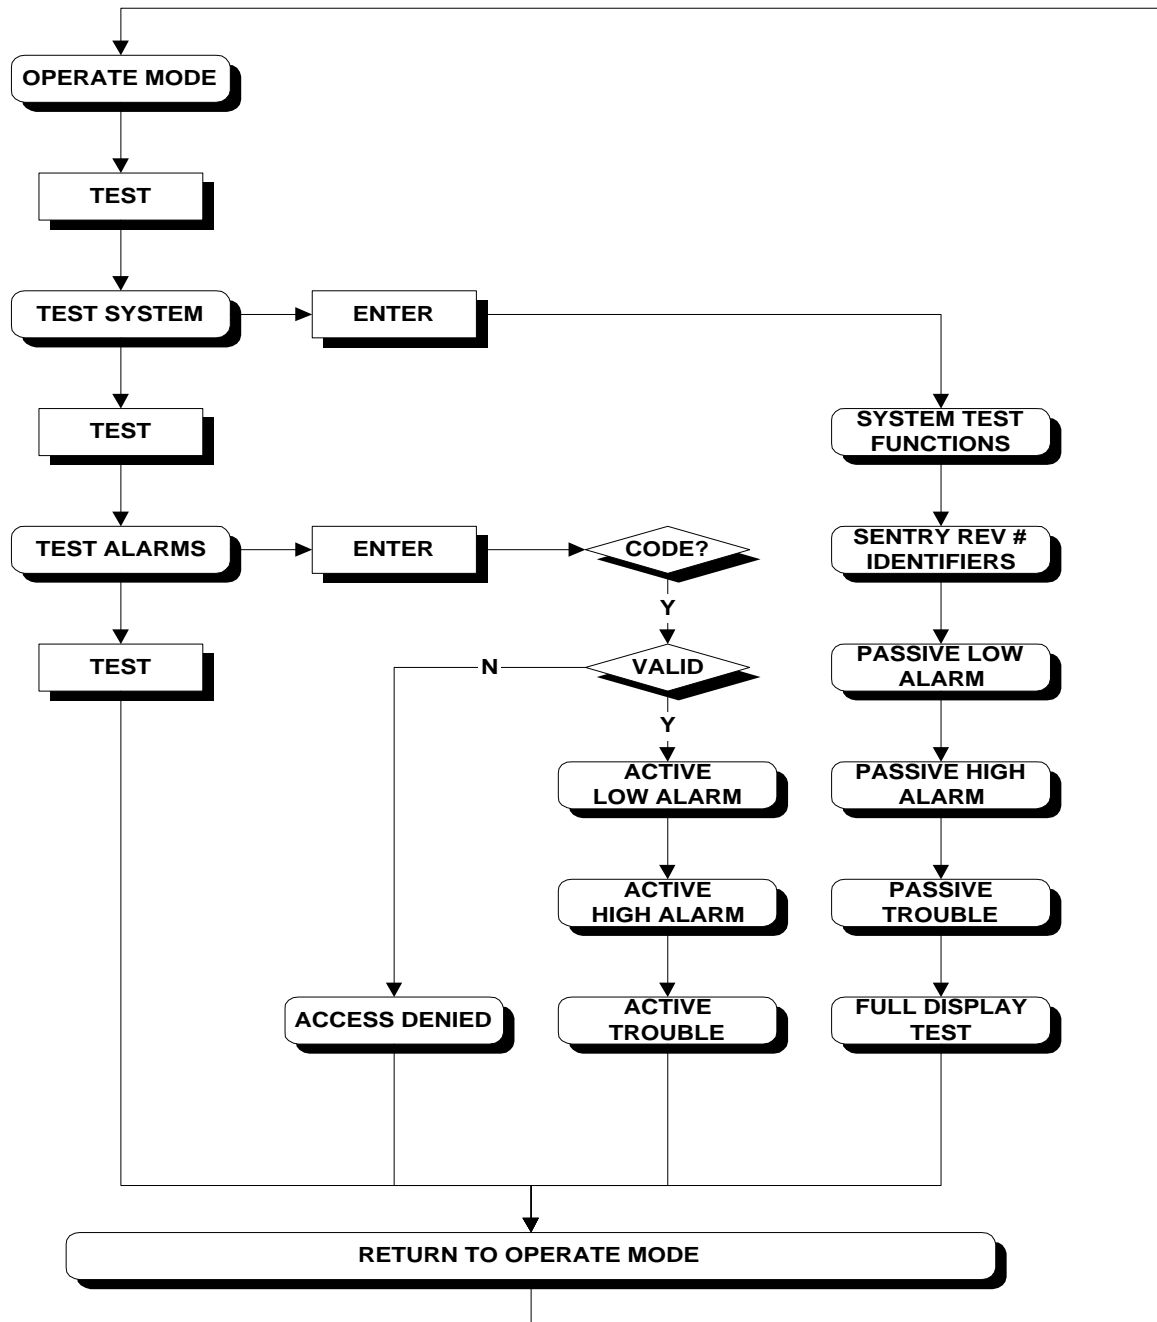 OPERATE MODE
TEST
TEST SYSTEM
ENTER
TEST
SYSTEM TEST
FUNCTIONS
TEST ALARMS
ENTER
CODE?
SENTRY REV #
IDENTIFIERS
Y
TEST
N
VALID
PASSIVE LOW
ALARM
Y
ACTIVE
LOW ALARM
PASSIVE HIGH
ALARM
ACTIVE
HIGH ALARM
PASSIVE
TROUBLE
ACCESS DENIED
ACTIVE
TROUBLE
FULL DISPLAY
TEST
RETURN TO OPERATE MODE